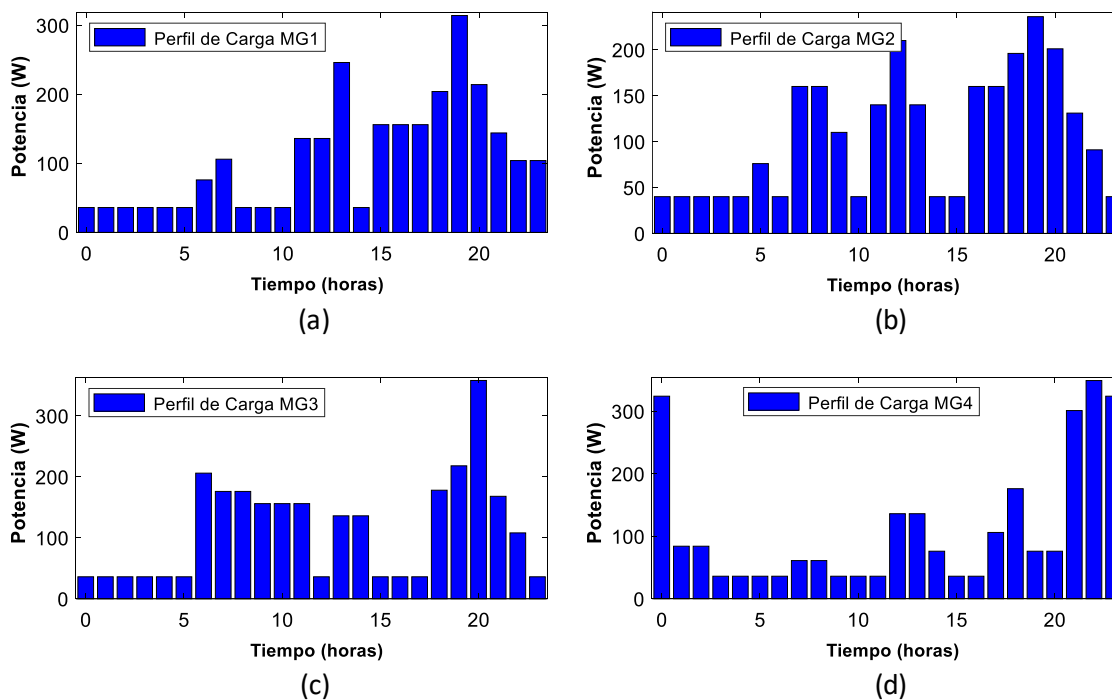 Potencia (W)
300
200
100
0
Perfil de Carga MG1
0 5 10 15 20
Tiempo (horas)
(a)
Potencia (W)
200
150
100
50
0
Perfil de Carga MG2
0 5 10 15 20
Tiempo (horas)
(b)
Potencia (W)
300
200
100
0
Perfil de Carga MG3
0 5 10 15 20
Tiempo (horas)
(c)
Potencia (W)
300
200
100
0
Perfil de Carga MG4
0 5 10 15 20
Tiempo (horas)
(d)